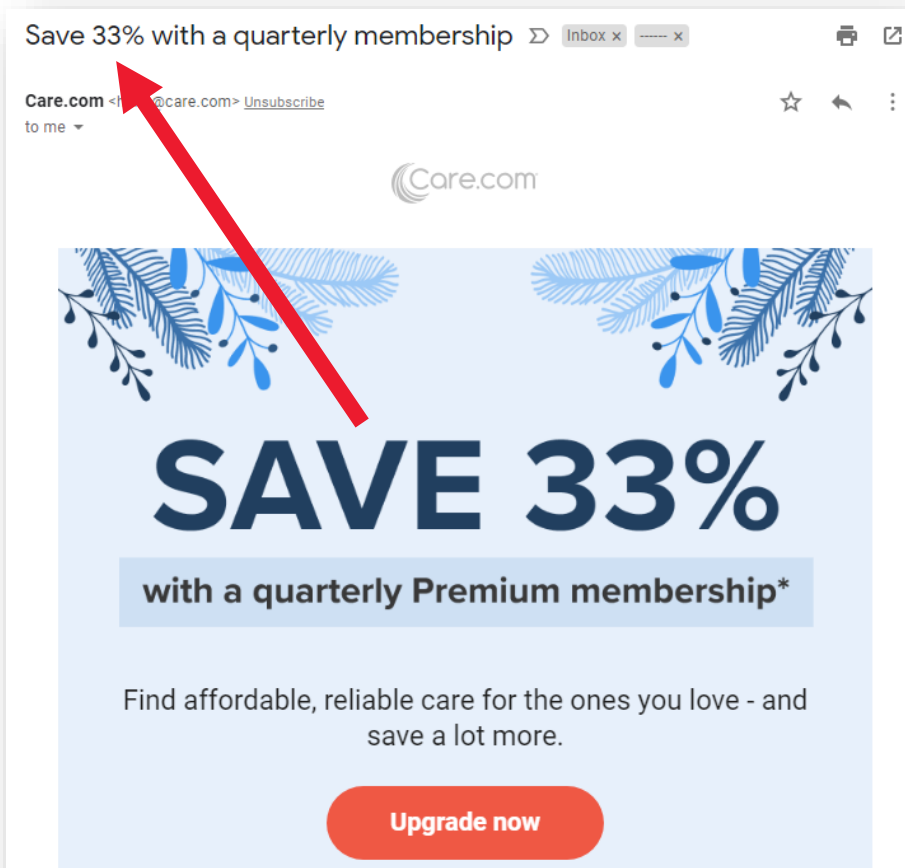 Save 33% with a quarterly membership Inbox x ------ x
Care.com <h @care.com> Unsubscribe
to me
Care.com
SAVE 33%
with a quarterly Premium membership*
Find affordable, reliable care for the ones you love - and
save a lot more.
Upgrade now